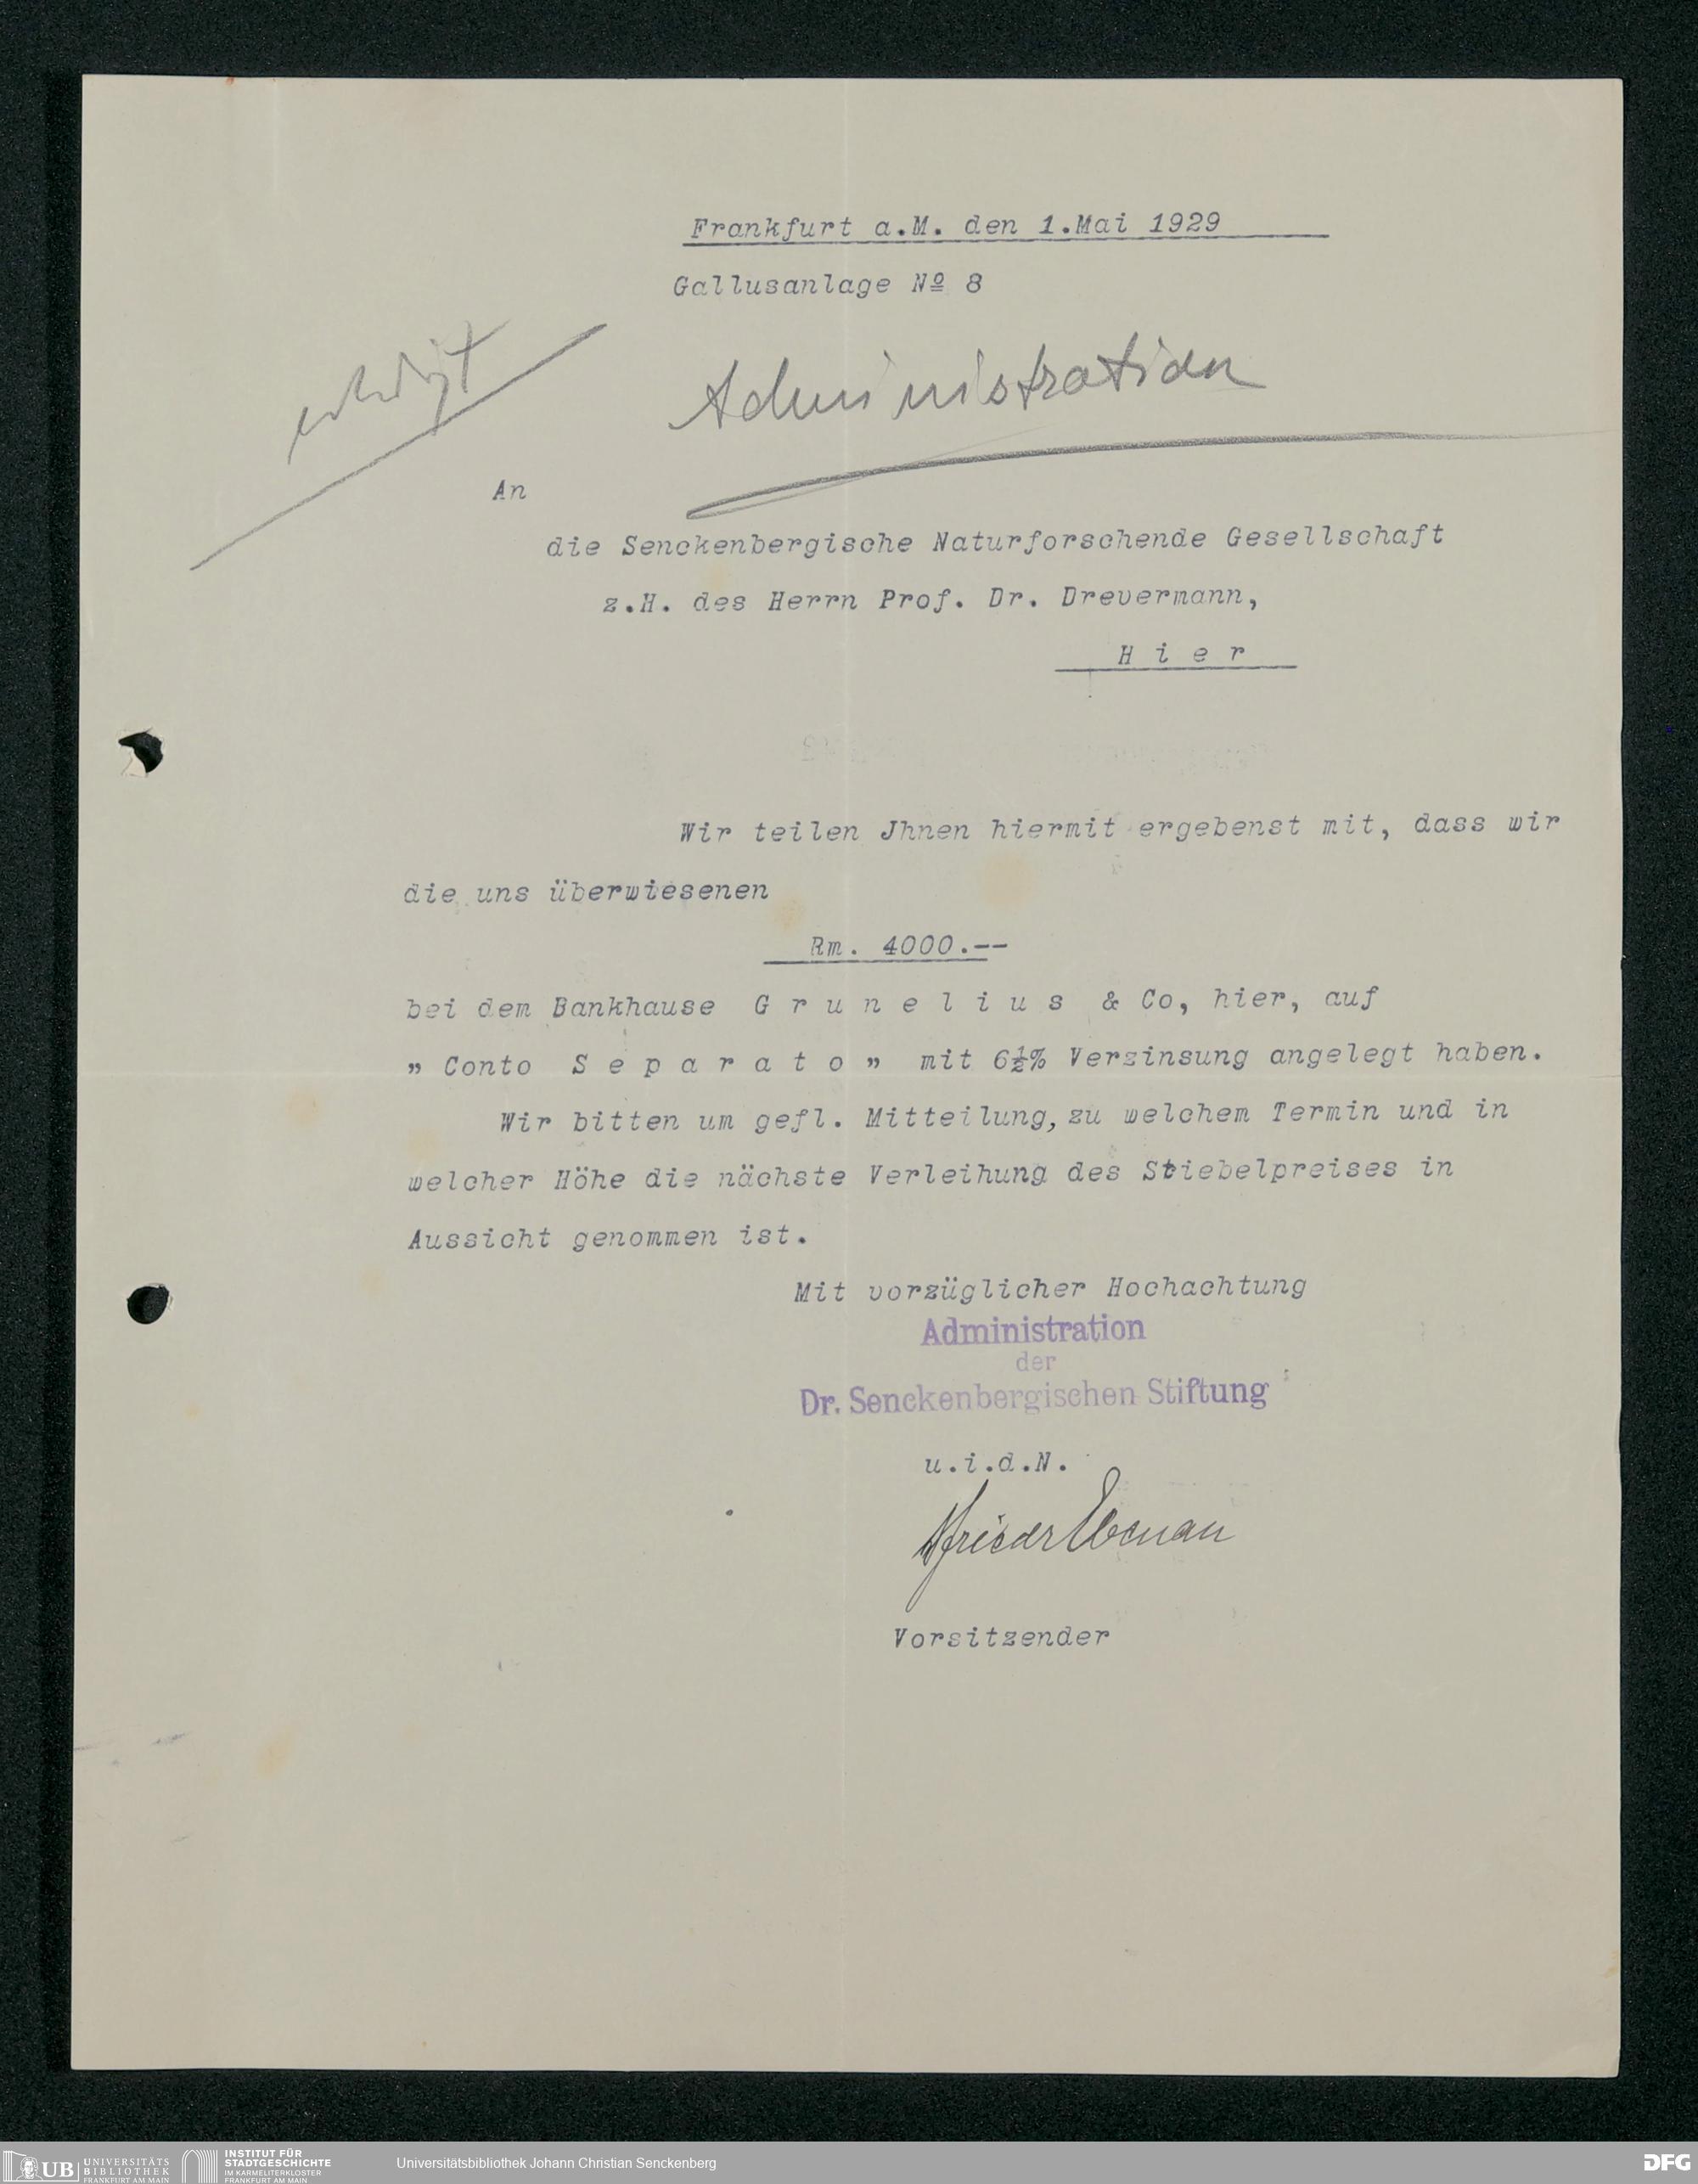 Frankfurt a.M. den 1.Mai 1929
Gallusanlage Nº 8
erledigt
Administration
An
die Senckenbergische Naturforschende Gesellschaft
z.H. des Herrn Prof. Dr. Drevermann,
H i e r
Wir teilen Jhnen hiermit ergebenst mit, dass wir
die uns überwiesenen
Rm. 4000.--
bei dem Bankhause G r u n e l i u s & Co, hier, auf
„ Conto S e p a r a t o „ mit 6½% Verzinsung angelegt haben.
Wir bitten um gefl. Mitteilung, zu welchem Termin und in
welcher Höhe die nächste Verleihung des Stiebelpreises in
Aussicht genommen ist.
Mit vorzüglicher Hochachtung
Administration
der
Dr. Senckenbergischen Stiftung
u.i.d.N.
Vorsitzender
UB UNIVERSITÄTS
BIBLIOTHEK
FRANKFURT AM MAIN
INSTITUT FÜR
STADTGESCHICHTE
IM KARMELITERKLOSTER
FRANKFURT AM MAIN
Universitätsbibliothek Johann Christian Senckenberg
DFG